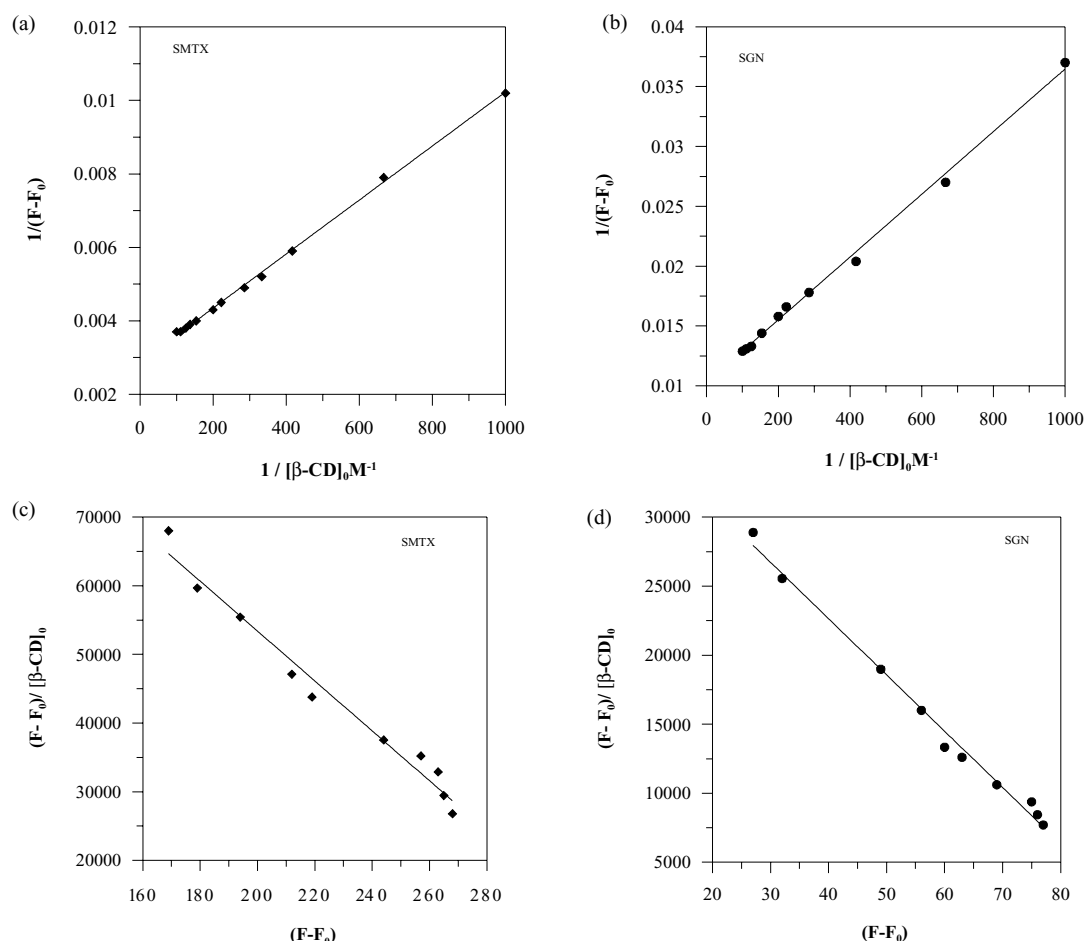 (a)
SMTX
0.012
0.01
0.008
0.006
0.004
0.002
1/(F-F₀)
0 200 400 600 800 1000
1 / [β-CD]₀M⁻¹
(b)
SGN
0.04
0.035
0.03
0.025
0.02
0.015
0.01
1/(F-F₀)
0 200 400 600 800 1000
1 / [β-CD]₀M⁻¹
(c)
SMTX
70000
60000
50000
40000
30000
20000
(F- F₀)/ [β-CD]₀
160 180 200 220 240 260 280
(F-F₀)
(d)
SGN
30000
25000
20000
15000
10000
5000
(F- F₀)/ [β-CD]₀
20 30 40 50 60 70 80
(F-F₀)